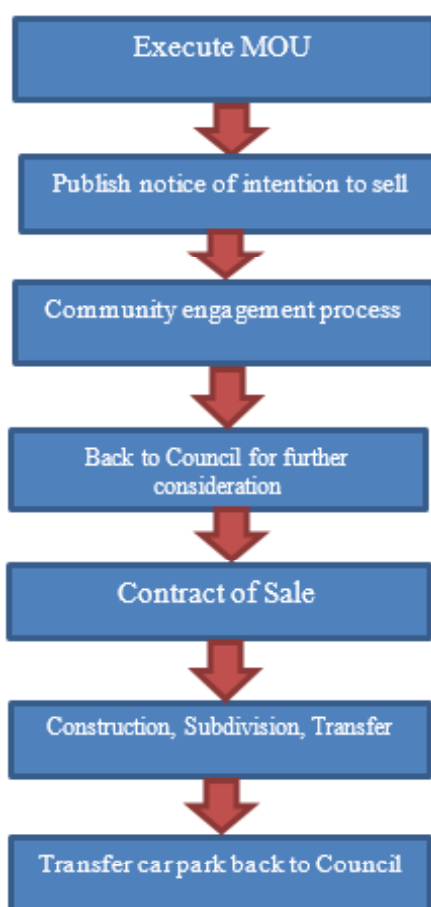 Execute MOU
Publish notice of intention to sell
Community engagement process
Back to Council for further
consideration
Contract of Sale
Construction, Subdivision, Transfer
Transfer car park back to Council